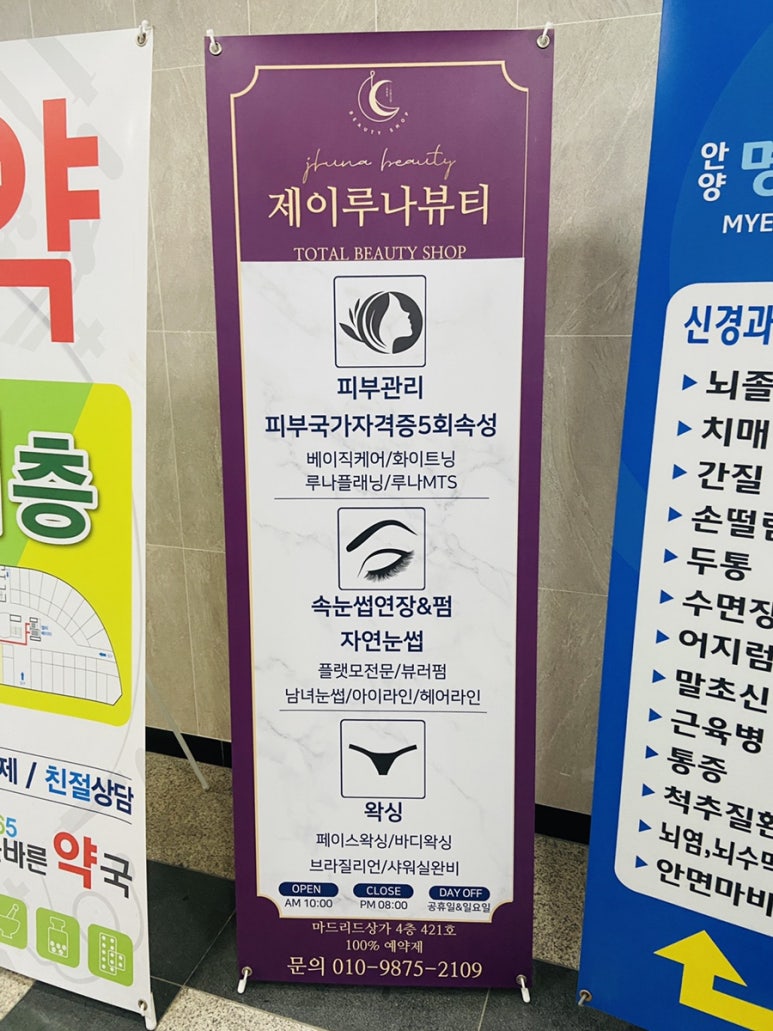 약
층
제 / 친절상담
65
바른 약국
BEAUTY SHOP
jluna beauty
제이루나뷰티
TOTAL BEAUTY SHOP
피부관리
피부국가자격증5회속성
베이직케어/화이트닝
루나플래닝/루나MTS
속눈썹연장&펌
자연눈썹
플랫모전문/뷰러펌
남녀눈썹/아이라인/헤어라인
왁싱
페이스왁싱/바디왁싱
브라질리언/샤워실완비
OPEN CLOSE DAY OFF
AM 10:00 PM 08:00 공휴일&일요일
마드리드상가 4층 421호
100% 예약제
문의 010-9875-2109
안양 명
MYE
신경과
▶뇌졸
▶치매
▶간질
▶손떨림
▶두통
▶수면장
▶어지럼
▶말초신
▶근육병
▶통증
▶척추질환
▶뇌염,뇌수막
▶안면마비